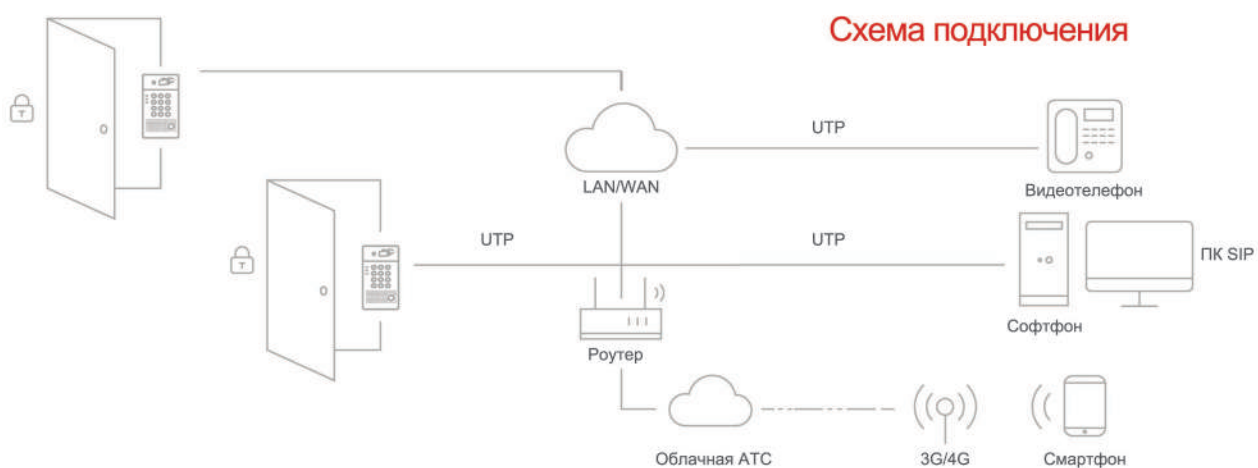 Схема подключения
UTP
LAN/WAN
Видеотелефон
UTP
UTP
ПК SIP
Софтфон
Роутер
Облачная АТС
3G/4G
Смартфон